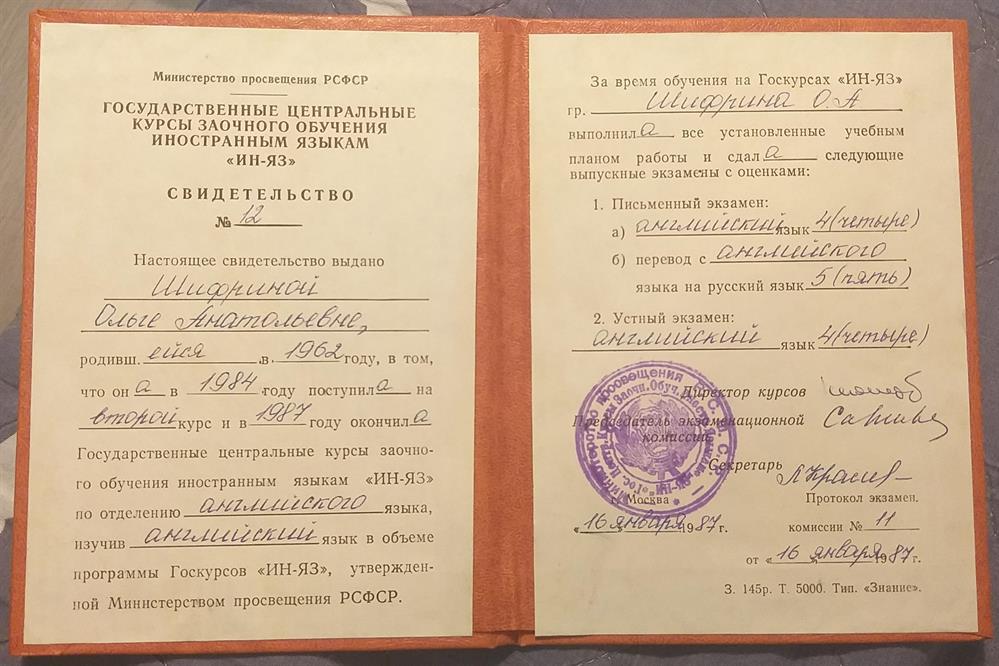 Министерство просвещения РСФСР
ГОСУДАРСТВЕННЫЕ ЦЕНТРАЛЬНЫЕ
КУРСЫ ЗАОЧНОГО ОБУЧЕНИЯ
ИНОСТРАННЫМ ЯЗЫКАМ
«ИН-ЯЗ»
СВИДЕТЕЛЬСТВО
№ 12
Настоящее свидетельство выдано
Шифриной
Ольге Анатольевне,
родивш. ейся в 1962 году, в том,
что он а в 1984 году поступил а на
второй курс и в 1987 году окончил а
Государственные центральные курсы заочно-
го обучения иностранным языкам «ИН-ЯЗ»
по отделению английского языка,
изучив английский язык в объеме
программы Госкурсов «ИН-ЯЗ», утвержден-
ной Министерством просвещения РСФСР.
За время обучения на Госкурсах «ИН-ЯЗ»
гр. Шифрина О. А
выполнил а все установленные учебным
планом работы и сдал а следующие
выпускные экзамены с оценками:
1. Письменный экзамен:
а) английский язык 4 (четыре)
б) перевод с английского
языка на русский язык 5 (пять)
2. Устный экзамен:
английский язык 4 (четыре)
Директор курсов
Председатель экзаменационной
комиссии
Секретарь
г. Москва
Протокол экзамен.
«16 января 1987 г.
комиссии № 11
от «16 января 1987г.
З. 145р. Т. 5000. Тип. «Знание».